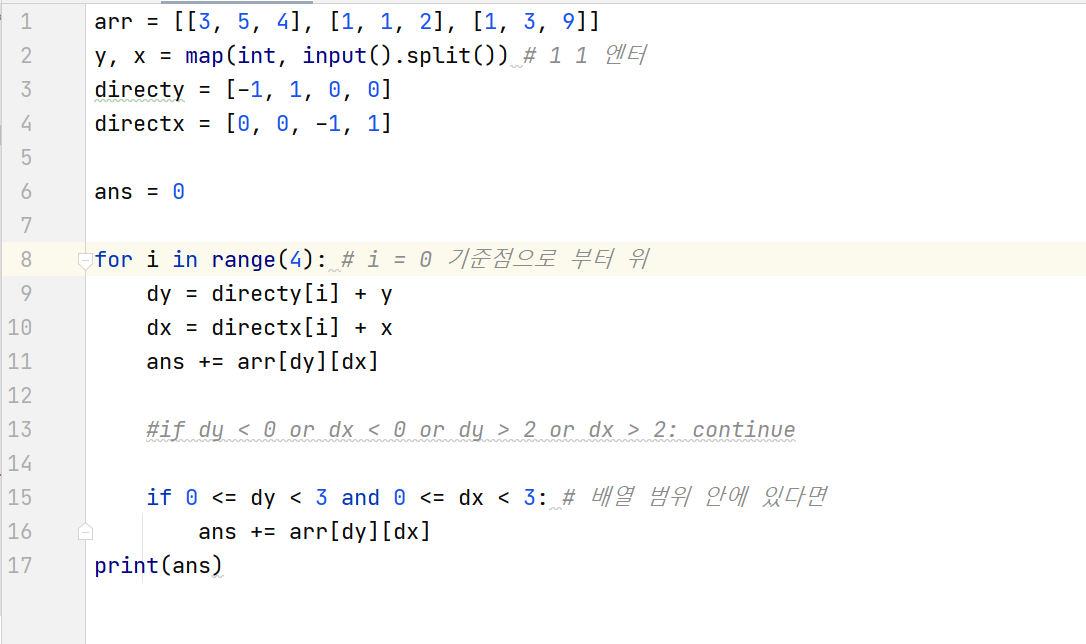 1 arr = [[3, 5, 4], [1, 1, 2], [1, 3, 9]]
2 y, x = map(int, input().split()) # 1 1 엔터
3 directy = [-1, 1, 0, 0]
4 directx = [0, 0, -1, 1]
5
6 ans = 0
7
8 for i in range(4): # i = 0 기준점으로 부터 위
9     dy = directy[i] + y
10     dx = directx[i] + x
11     ans += arr[dy][dx]
12
13     #if dy < 0 or dx < 0 or dy > 2 or dx > 2: continue
14
15     if 0 <= dy < 3 and 0 <= dx < 3: # 배열 범위 안에 있다면
16         ans += arr[dy][dx]
17 print(ans)